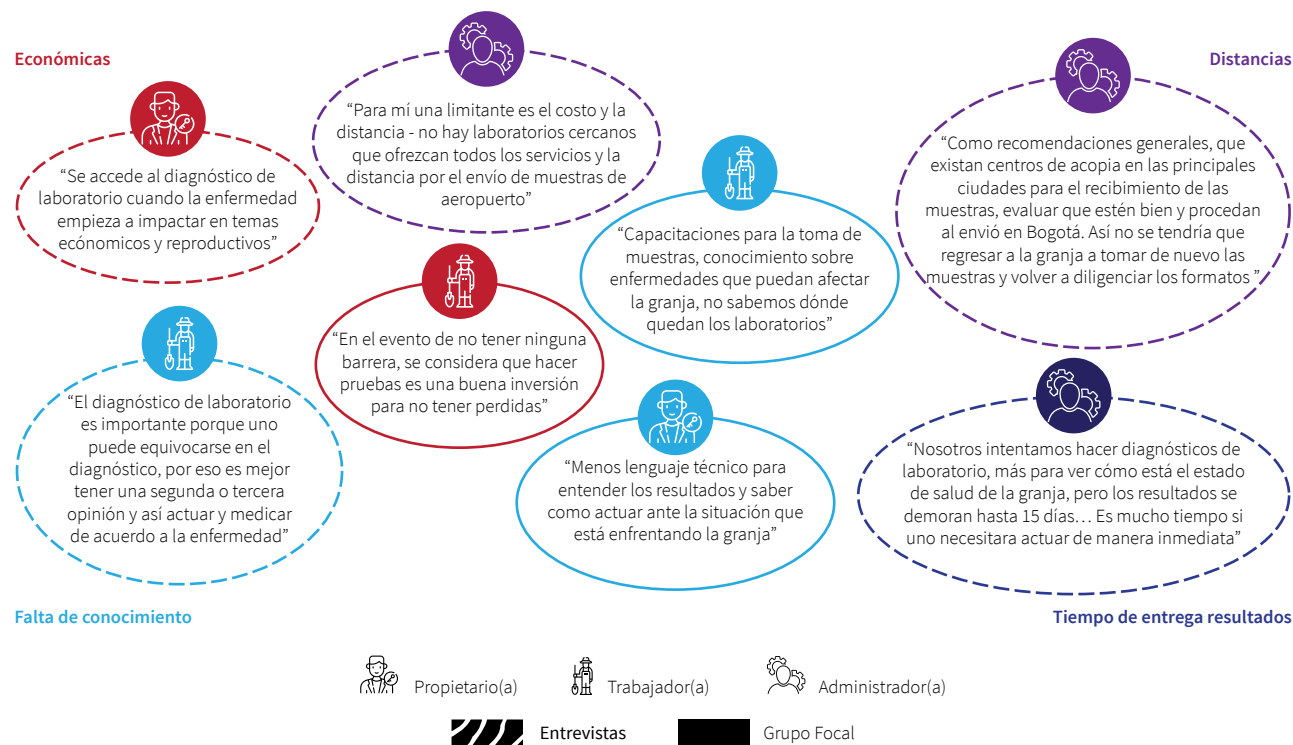 Económicas
Distancias
“Para mí una limitante es el costo y la
distancia - no hay laboratorios cercanos
que ofrezcan todos los servicios y la
distancia por el envío de muestras de
aeropuerto”
“Se accede al diagnóstico de
laboratorio cuando la enfermedad
empieza a impactar en temas
ecónomicos y reproductivos”
“Como recomendaciones generales, que
existan centros de acopia en las principales
ciudades para el recibimiento de las
muestras, evaluar que estén bien y procedan
al envió en Bogotá. Así no se tendría que
regresar a la granja a tomar de nuevo las
muestras y volver a diligenciar los formatos ”
“Capacitaciones para la toma de
muestras, conocimiento sobre
enfermedades que puedan afectar
la granja, no sabemos dónde
quedan los laboratorios”
“En el evento de no tener ninguna
barrera, se considera que hacer
pruebas es una buena inversión
para no tener perdidas”
“El diagnóstico de laboratorio
es importante porque uno
puede equivocarse en el
diagnóstico, por eso es mejor
tener una segunda o tercera
opinión y así actuar y medicar
de acuerdo a la enfermedad”
“Menos lenguaje técnico para
entender los resultados y saber
como actuar ante la situación que
está enfrentando la granja”
“Nosotros intentamos hacer diagnósticos de
laboratorio, más para ver cómo está el estado
de salud de la granja, pero los resultados se
demoran hasta 15 días… Es mucho tiempo si
uno necesitara actuar de manera inmediata”
Falta de conocimiento
Tiempo de entrega resultados
Propietario(a)
Trabajador(a)
Administrador(a)
Entrevistas
Grupo Focal